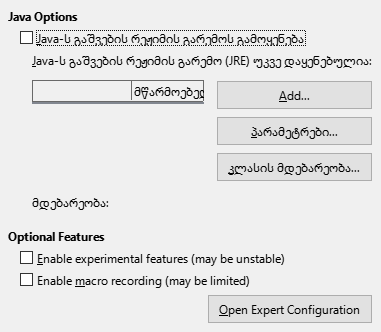 Java Options
Java-ს გაშვების რეჟიმის გარემოს გამოყენება
Java-ს გაშვების რეჟიმის გარემო (JRE) უკვე დაყენებულია:
მწარმოებელ
Add...
პარამეტრები...
კლასის მდებარეობა...
მდებარეობა:
Optional Features
Enable experimental features (may be unstable)
Enable macro recording (may be limited)
Open Expert Configuration